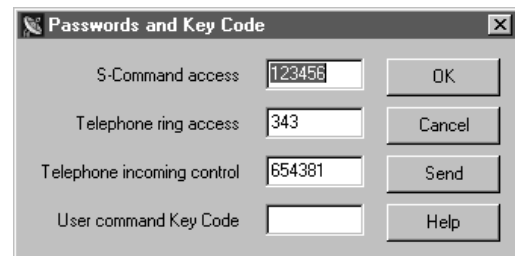 Passwords and Key Code
S-Command access 123456 OK
Telephone ring access 343 Cancel
Telephone incoming control 654381 Send
User command Key Code Help